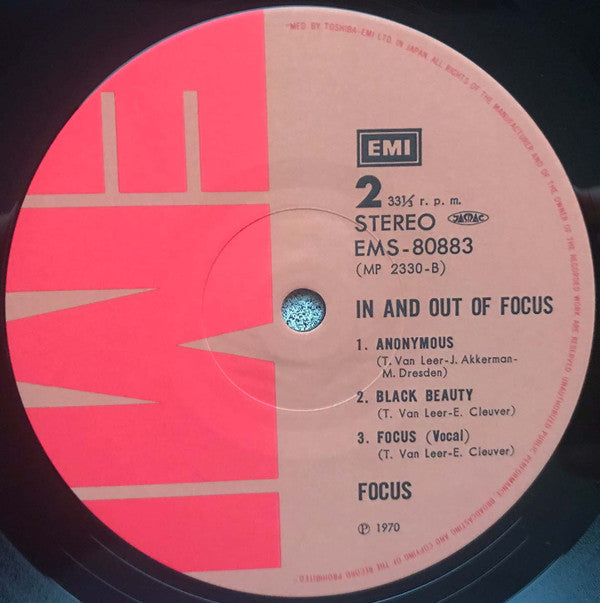 EMI
2 33⅓ r. p. m.
STEREO JASRAC
EMS-80883
(MP 2330-B)
IN AND OUT OF FOCUS
1. ANONYMOUS
(T. Van Leer-J. Akkerman-
M. Dresden)
2. BLACK BEAUTY
(T. Van Leer-E. Cleuver)
3. FOCUS (Vocal)
(T. Van Leer-E. Cleuver)
FOCUS
℗ 1970
EMI
"MFD. BY TOSHIBA-EMI LTD. IN JAPAN. ALL RIGHTS OF THE MANUFACTURER AND OF THE OWNER OF THE RECORDED WORK ARE RESERVED. UNAUTHORIZED PUBLIC PERFORMANCE, BROADCASTING AND COPYING OF THE RECORD PROHIBITED."